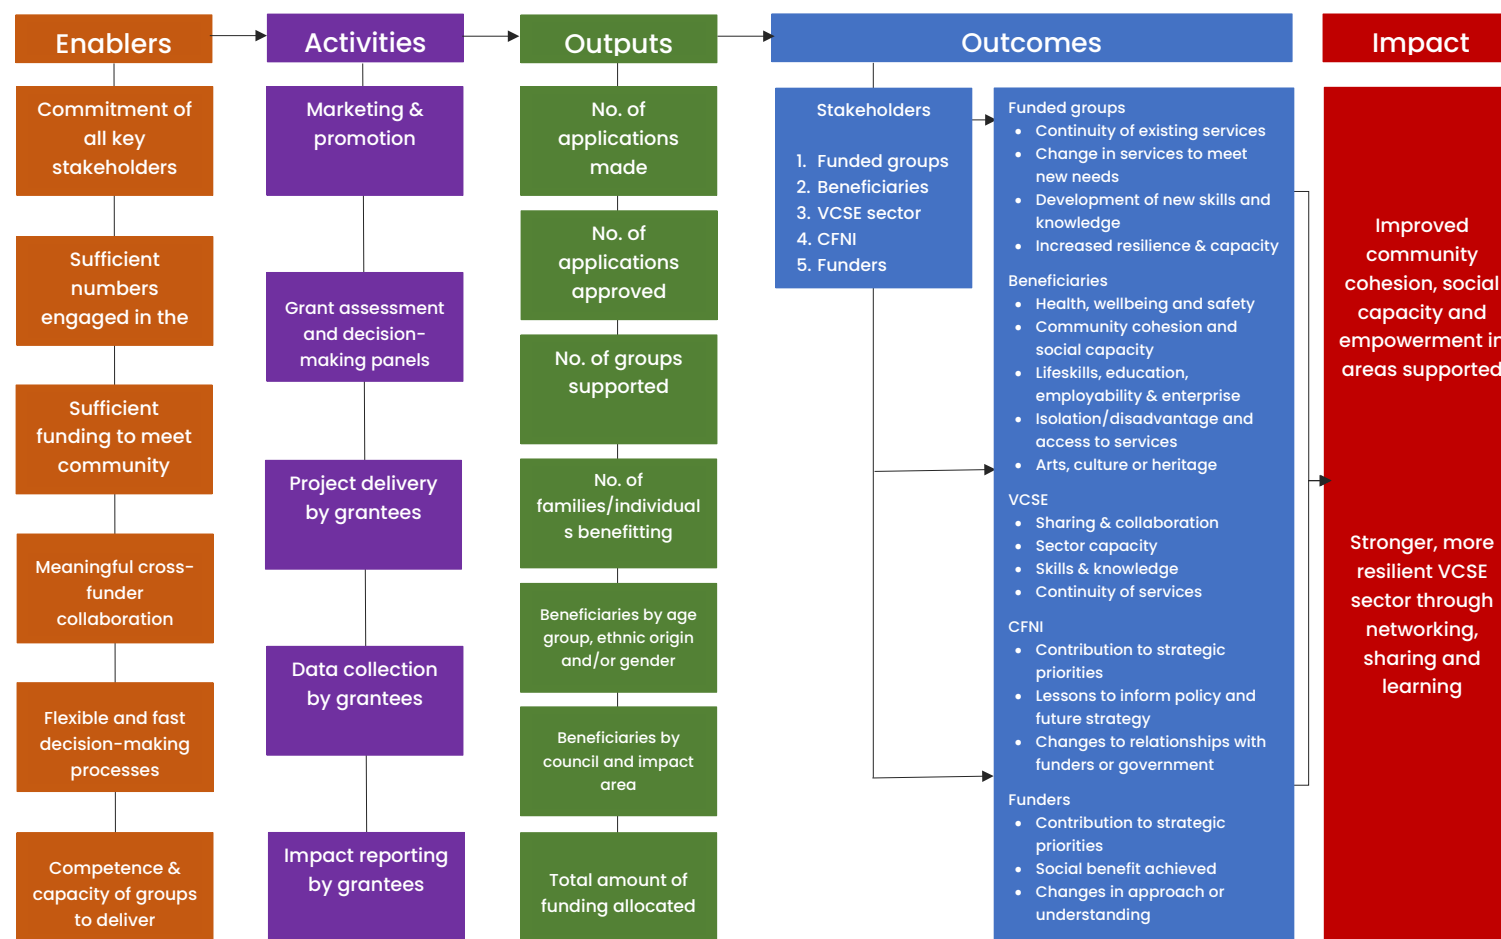 Enablers
Activities
Outputs
Outcomes
Impact
Commitment of
all key
stakeholders
Sufficient
numbers
engaged in the
Sufficient
funding to meet
community
Meaningful cross-
funder
collaboration
Flexible and fast
decision-making
processes
Competence &
capacity of groups
to deliver
Marketing &
promotion
Grant assessment
and decision-
making panels
Project delivery
by grantees
Data collection
by grantees
Impact reporting
by grantees
No. of
applications
made
No. of
applications
approved
No. of groups
supported
No. of
families/individual
s benefitting
Beneficiaries by age
group, ethnic origin
and/or gender
Beneficiaries by
council and impact
area
Total amount of
funding allocated
Stakeholders
1. Funded groups
2. Beneficiaries
3. VCSE sector
4. CFNI
5. Funders
Funded groups
• Continuity of existing services
• Change in services to meet
new needs
• Development of new skills and
knowledge
• Increased resilience & capacity
Beneficiaries
• Health, wellbeing and safety
• Community cohesion and
social capacity
• Lifeskills, education,
employability & enterprise
• Isolation/disadvantage and
access to services
• Arts, culture or heritage
VCSE
• Sharing & collaboration
• Sector capacity
• Skills & knowledge
• Continuity of services
CFNI
• Contribution to strategic
priorities
• Lessons to inform policy and
future strategy
• Changes to relationships with
funders or government
Funders
• Contribution to strategic
priorities
• Social benefit achieved
• Changes in approach or
understanding
Improved
community
cohesion, social
capacity and
empowerment in
areas supported
Stronger, more
resilient VCSE
sector through
networking,
sharing and
learning